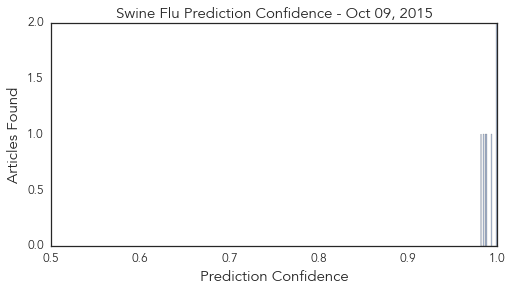 Swine Flu Prediction Confidence - Oct 09, 2015
2.0
1.5
1.0
0.5
0.0
Articles Found
0.5 0.6 0.7 0.8 0.9 1.0
Prediction Confidence